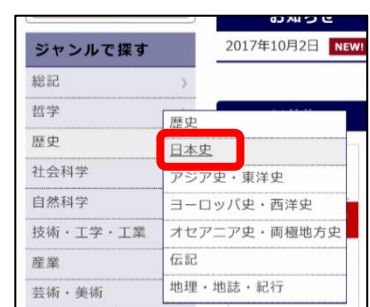 ジャンルで探す
総記
哲学
歴史
社会科学
自然科学
技術・工学・工業
産業
芸術・美術
お知らせ
2017年10月2日 NEW!
歴史
日本史
アジア史・東洋史
ヨーロッパ史・西洋史
オセアニア史・両極地方史
伝記
地理・地誌・紀行